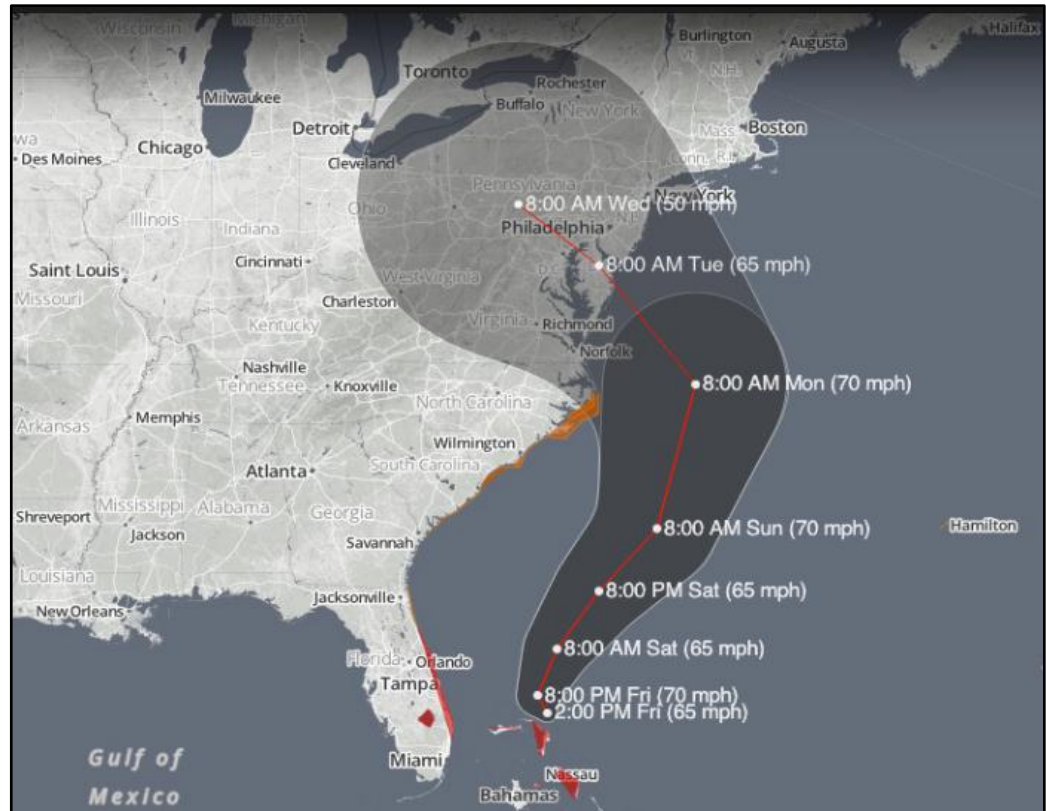 Wisconsin
Michigan
Burlington
Augusta
Halifax
VT.
N.H.
Toronto
Rochester
Milwaukee
Buffalo
New York
Detroit
Mass.
Boston
wa
Chicago
Conn.
R.I.
Des Moines
Cleveland
Pennsylvania
New York
8:00 AM Wed (50 mph)
N.J.
Illinois
Indiana
Ohio
Philadelphia
Cincinnati
D.C.
8:00 AM Tue (65 mph)
Saint Louis
West Virginia
Missouri
Charleston
Virginia
Richmond
Kentucky
Norfolk
Nashville
8:00 AM Mon (70 mph)
Tennessee
Knoxville
North Carolina
Arkansas
Memphis
Wilmington
Atlanta
South Carolina
Mississippi
Alabama
Georgia
Shreveport
Jackson
8:00 AM Sun (70 mph)
Hamilton
Savannah
Louisiana
Jacksonville
8:00 PM Sat (65 mph)
New Orleans
8:00 AM Sat (65 mph)
Florida
Orlando
Tampa
8:00 PM Fri (70 mph)
2:00 PM Fri (65 mph)
Gulf of
Mexico
Miami
Nassau
Bahamas